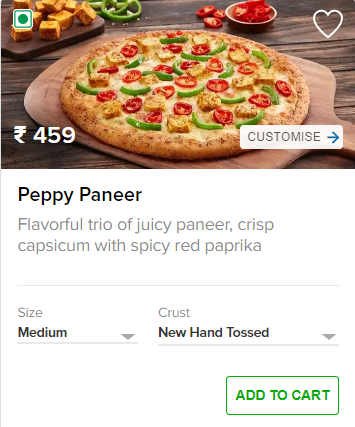 ₹ 459
CUSTOMISE
Peppy Paneer
Flavorful trio of juicy paneer, crisp
capsicum with spicy red paprika
Size
Crust
Medium
New Hand Tossed
ADD TO CART